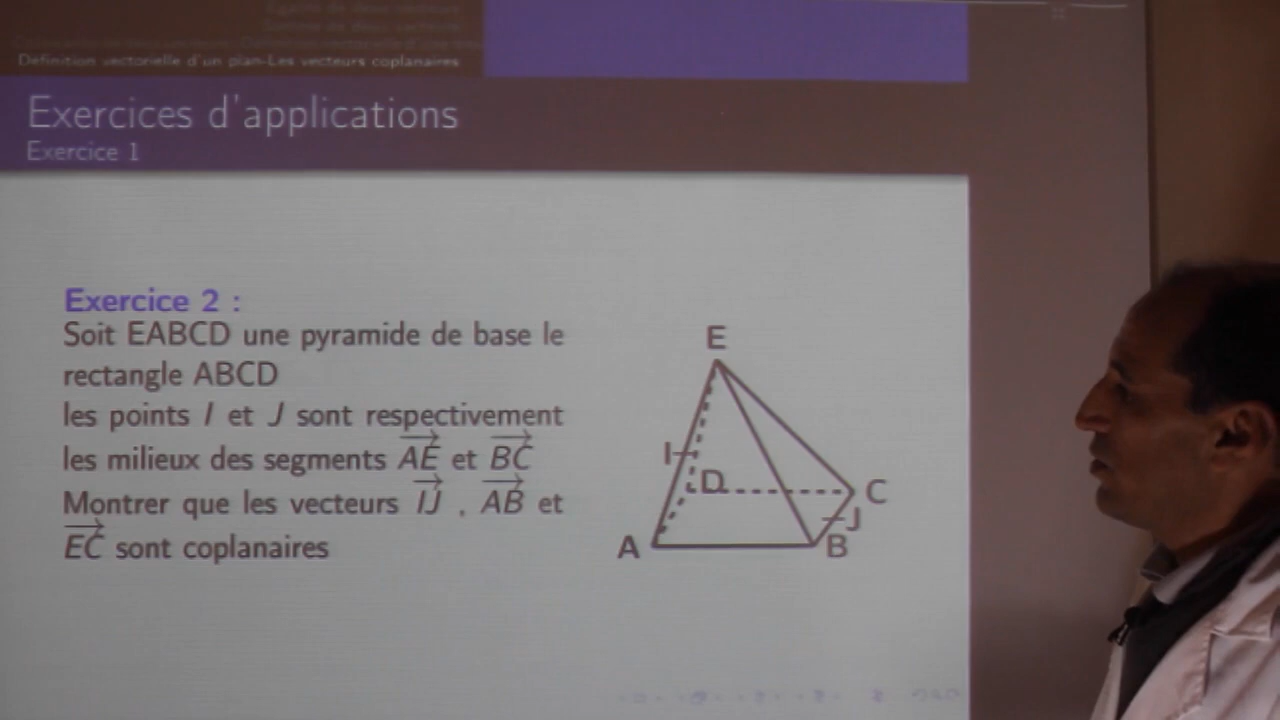 Définition vectorielle d'un plan-Les vecteurs coplanaires
Exercices d'applications
Exercice 1
Exercice 2 :
Soit EABCD une pyramide de base le
rectangle ABCD
les points I et J sont respectivement
les milieux des segments AE et BC
Montrer que les vecteurs IJ , AB et
EC sont coplanaires
E
I
D
C
J
A
B